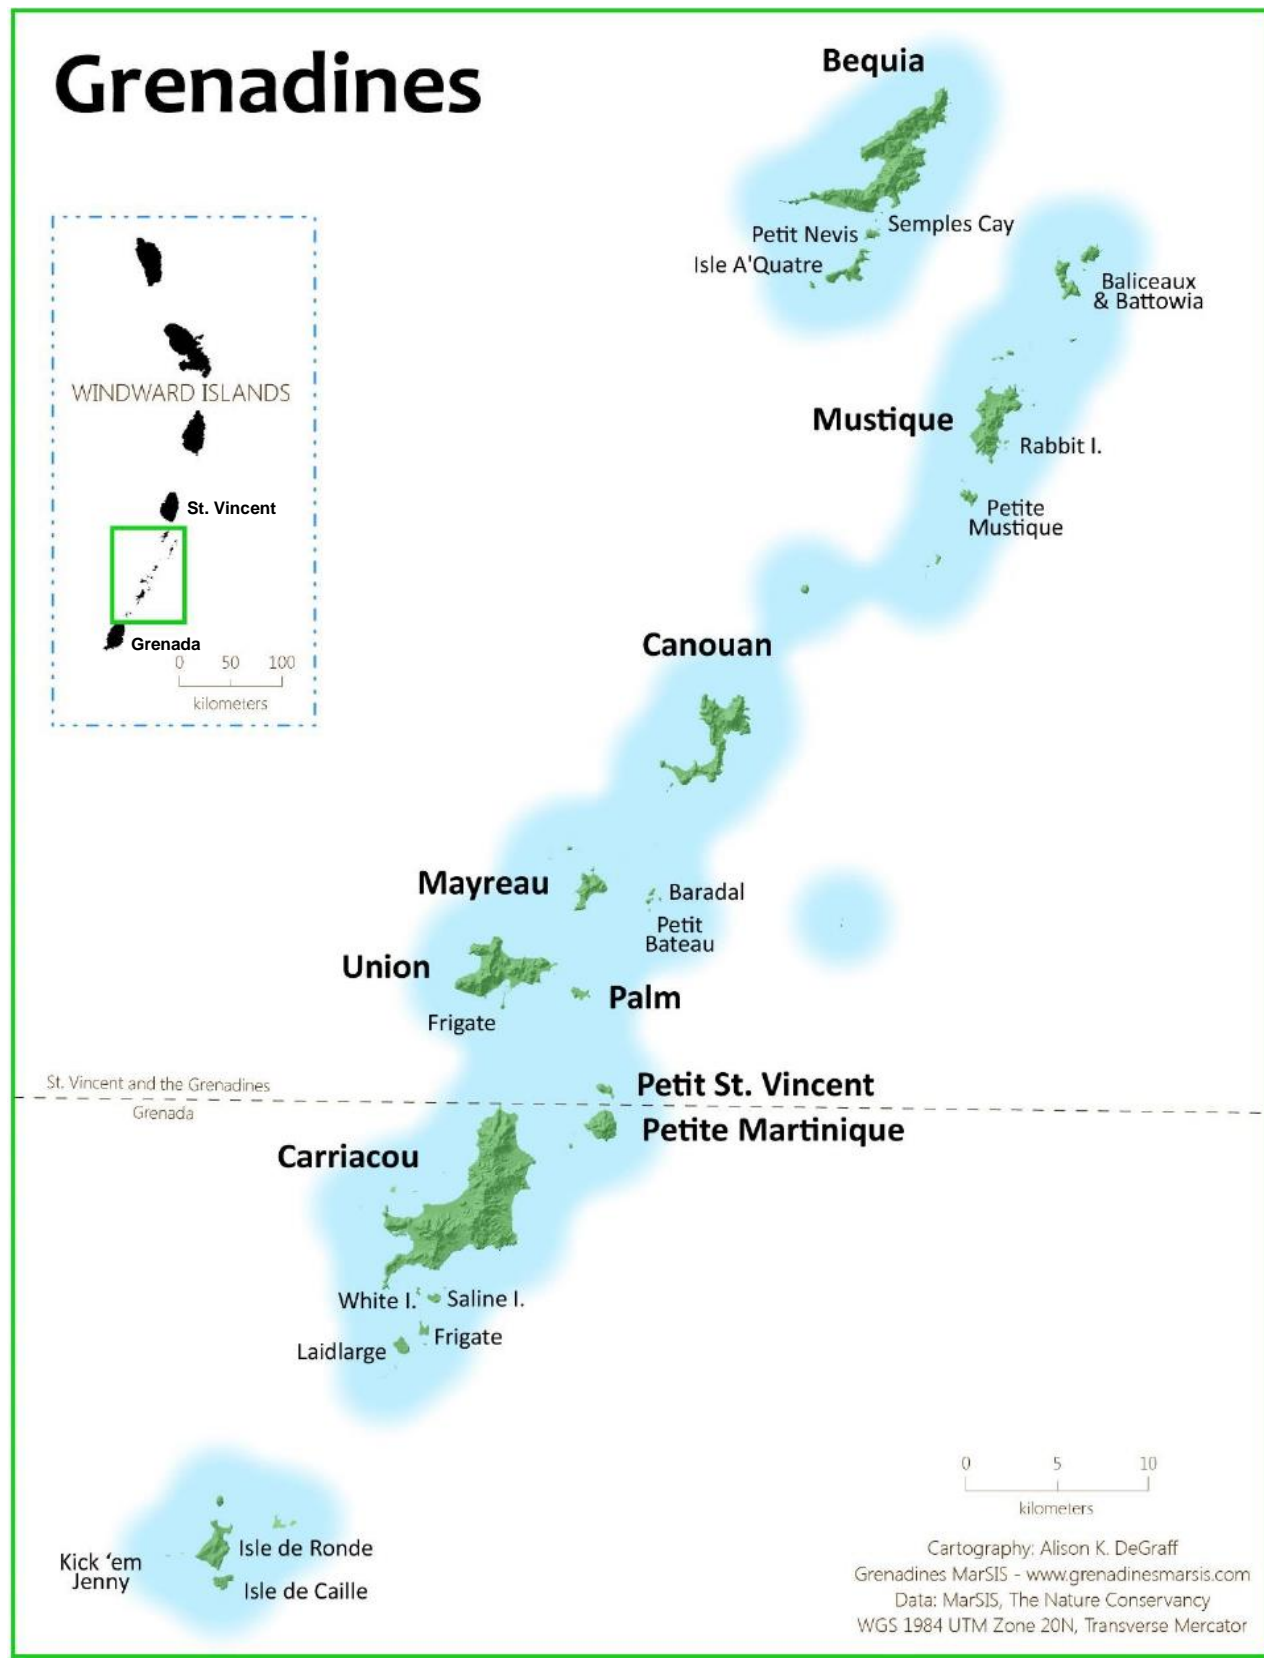 Grenadines
WINDWARD ISLANDS
St. Vincent
Grenada
0 50 100
kilometers
Bequia
Petit Nevis
Semples Cay
Isle A'Quatre
Baliceaux
& Battowia
Mustique
Rabbit I.
Petite
Mustique
Canouan
Mayreau
Baradal
Petit
Bateau
Union
Palm
Frigate
St. Vincent and the Grenadines
Grenada
Petit St. Vincent
Petite Martinique
Carriacou
White I.
Saline I.
Frigate
Laidlarge
Kick ‘em
Jenny
Isle de Ronde
Isle de Caille
0 5 10
kilometers
Cartography: Alison K. DeGraff
Grenadines MarSIS - www.grenadinesmarsis.com
Data: MarSIS, The Nature Conservancy
WGS 1984 UTM Zone 20N, Transverse Mercator